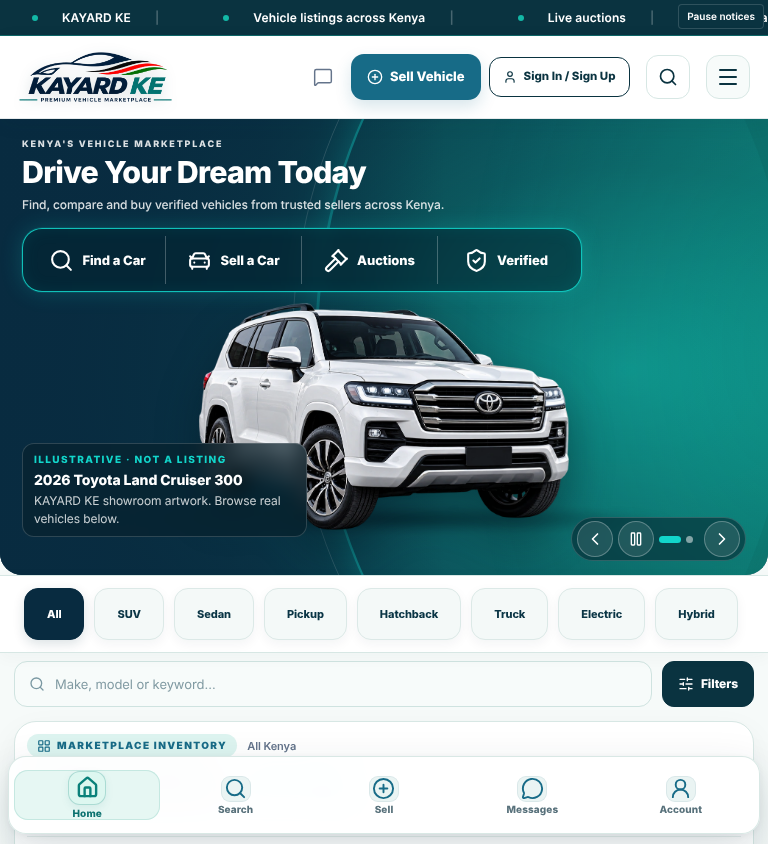 KAYARD KE
Vehicle listings across Kenya
Live auctions
Pause notices
KAYARD KE
PREMIUM VEHICLE MARKETPLACE
Sell Vehicle
Sign In / Sign Up
KENYA'S VEHICLE MARKETPLACE
Drive Your Dream Today
Find, compare and buy verified vehicles from trusted sellers across Kenya.
Find a Car
Sell a Car
Auctions
Verified
ILLUSTRATIVE · NOT A LISTING
2026 Toyota Land Cruiser 300
KAYARD KE showroom artwork. Browse real
vehicles below.
All
SUV
Sedan
Pickup
Hatchback
Truck
Electric
Hybrid
Make, model or keyword...
Filters
MARKETPLACE INVENTORY
All Kenya
Home
Search
Sell
Messages
Account